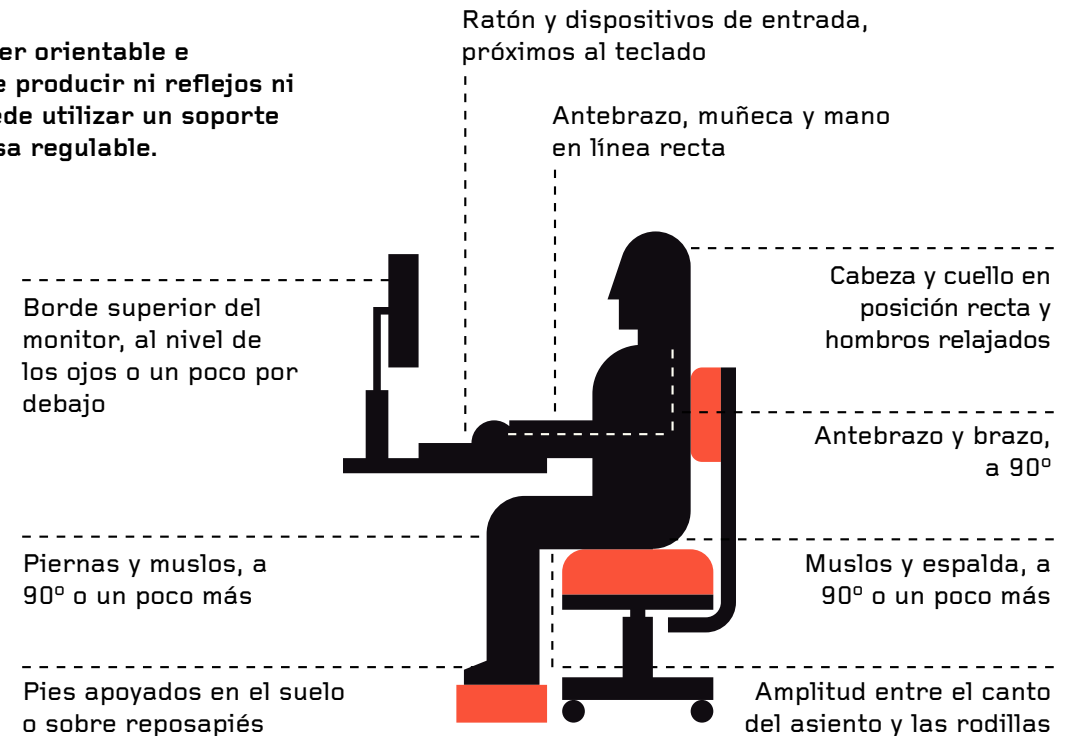 er orientable e
e producir ni reflejos ni
ede utilizar un soporte
sa regulable.
Ratón y dispositivos de entrada,
próximos al teclado
Antebrazo, muñeca y mano
en línea recta
Borde superior del
monitor, al nivel de
los ojos o un poco por
debajo
Cabeza y cuello en
posición recta y
hombros relajados
Antebrazo y brazo,
a 90º
Piernas y muslos, a
90º o un poco más
Muslos y espalda, a
90º o un poco más
Pies apoyados en el suelo
o sobre reposapiés
Amplitud entre el canto
del asiento y las rodillas